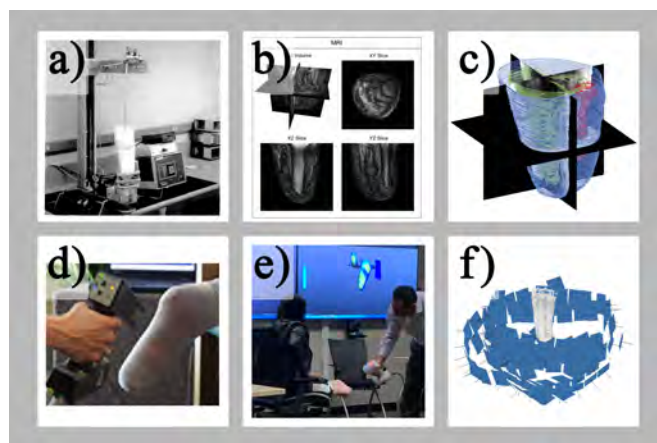 a)
b)
c)
MRI
Volume
XY Slice
XZ Slice
YZ Slice
d)
e)
f)